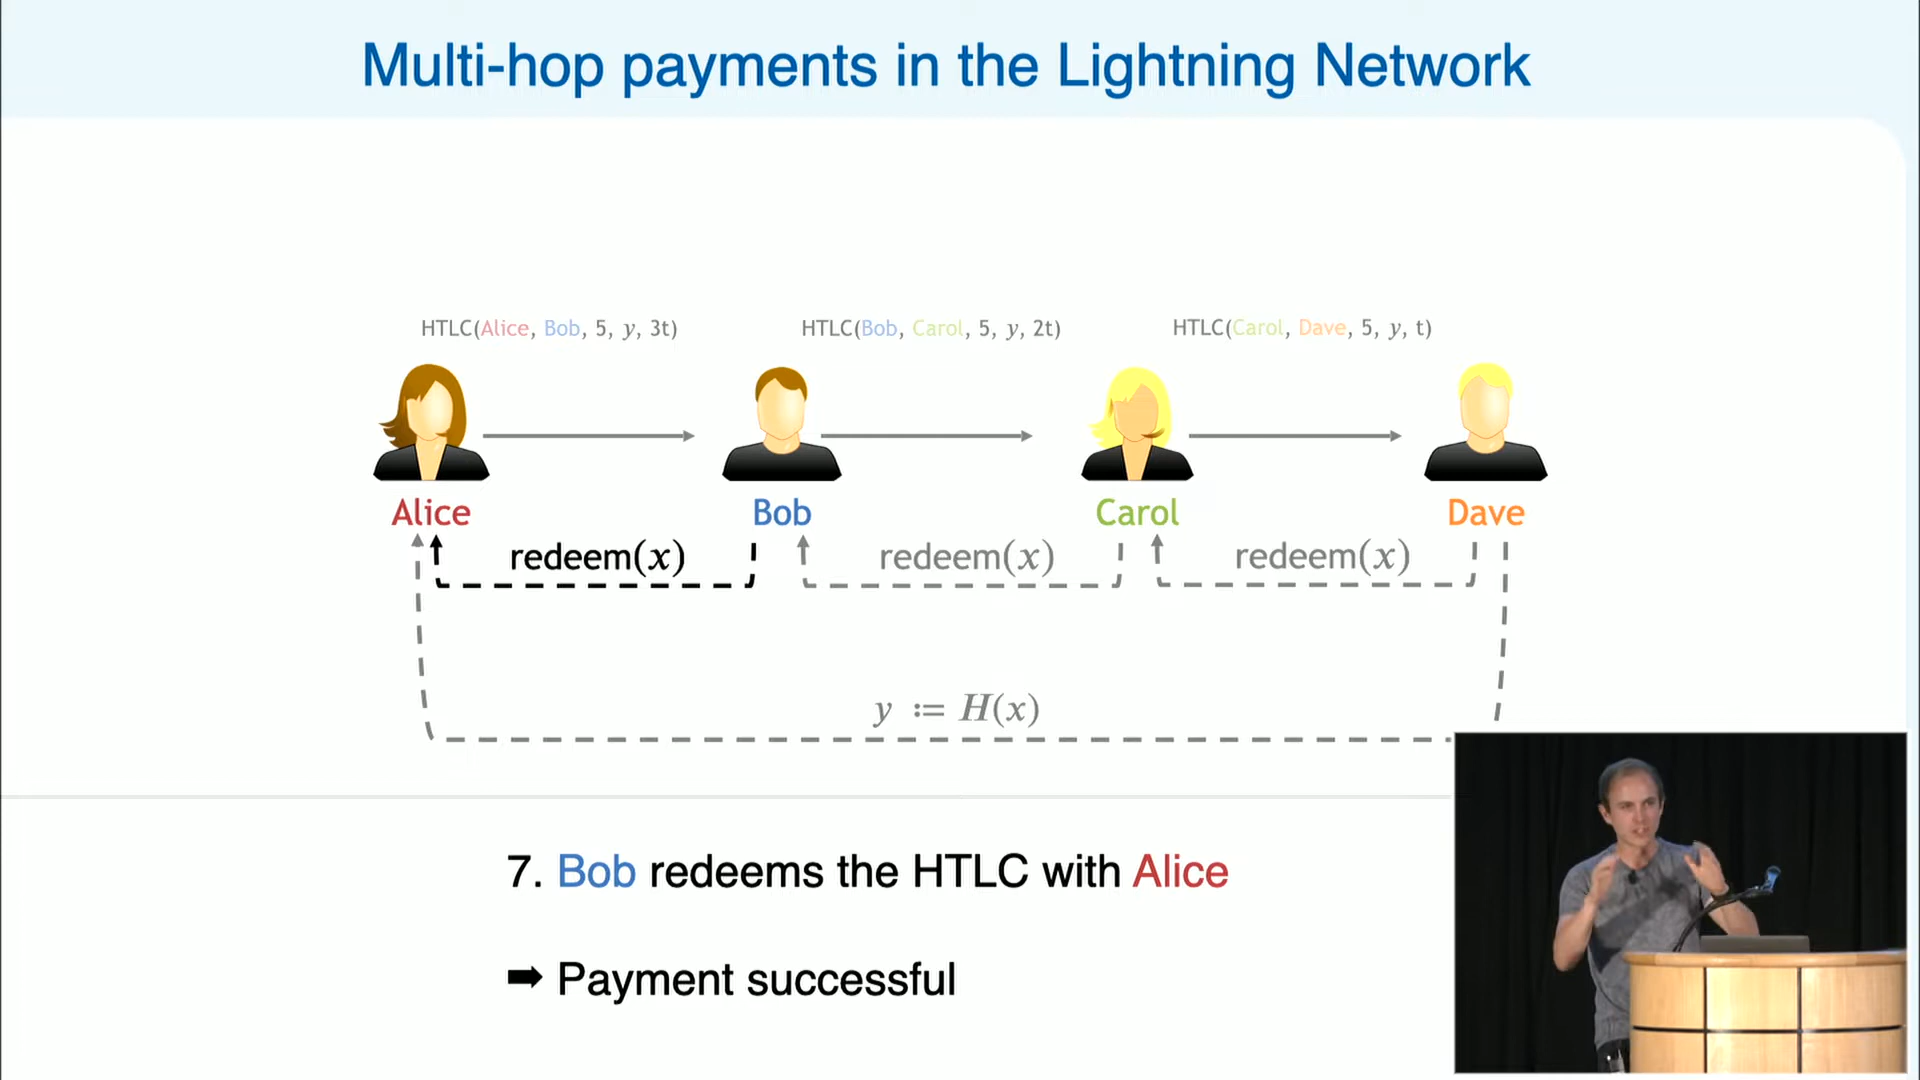 Multi-hop payments in the Lightning Network
HTLC(Alice, Bob, 5, y, 3t) HTLC(Bob, Carol, 5, y, 2t) HTLC(Carol, Dave, 5, y, t)
Alice Bob Carol Dave
redeem(x) redeem(x) redeem(x)
y := H(x)
7. Bob redeems the HTLC with Alice
➡ Payment successful